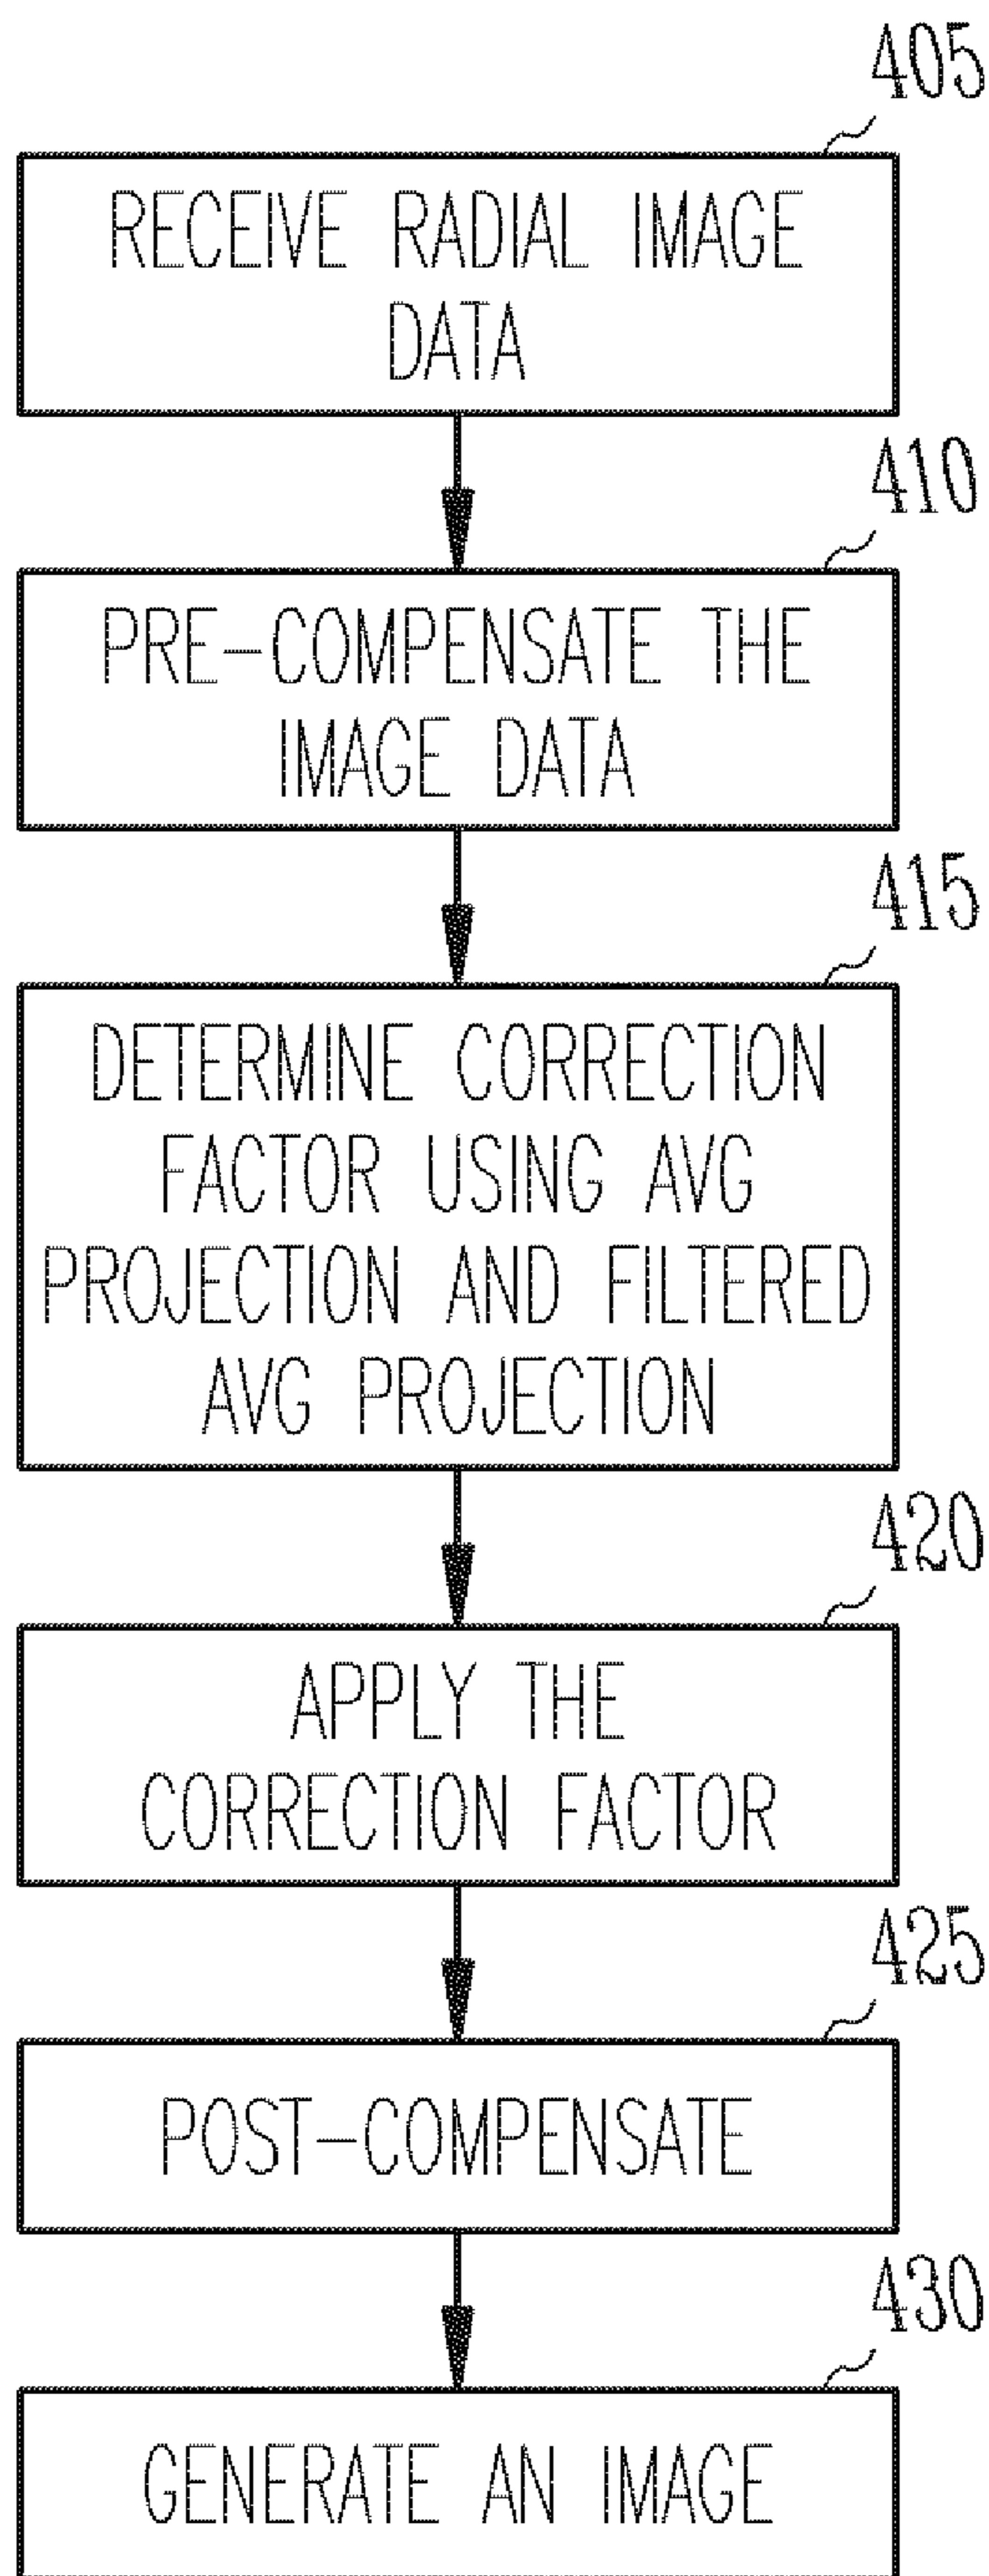 405
RECEIVE RADIAL IMAGE
DATA
410
PRE-COMPENSATE THE
IMAGE DATA
415
DETERMINE CORRECTION
FACTOR USING AVG
PROJECTION AND FILTERED
AVG PROJECTION
420
APPLY THE
CORRECTION FACTOR
425
POST-COMPENSATE
430
GENERATE AN IMAGE